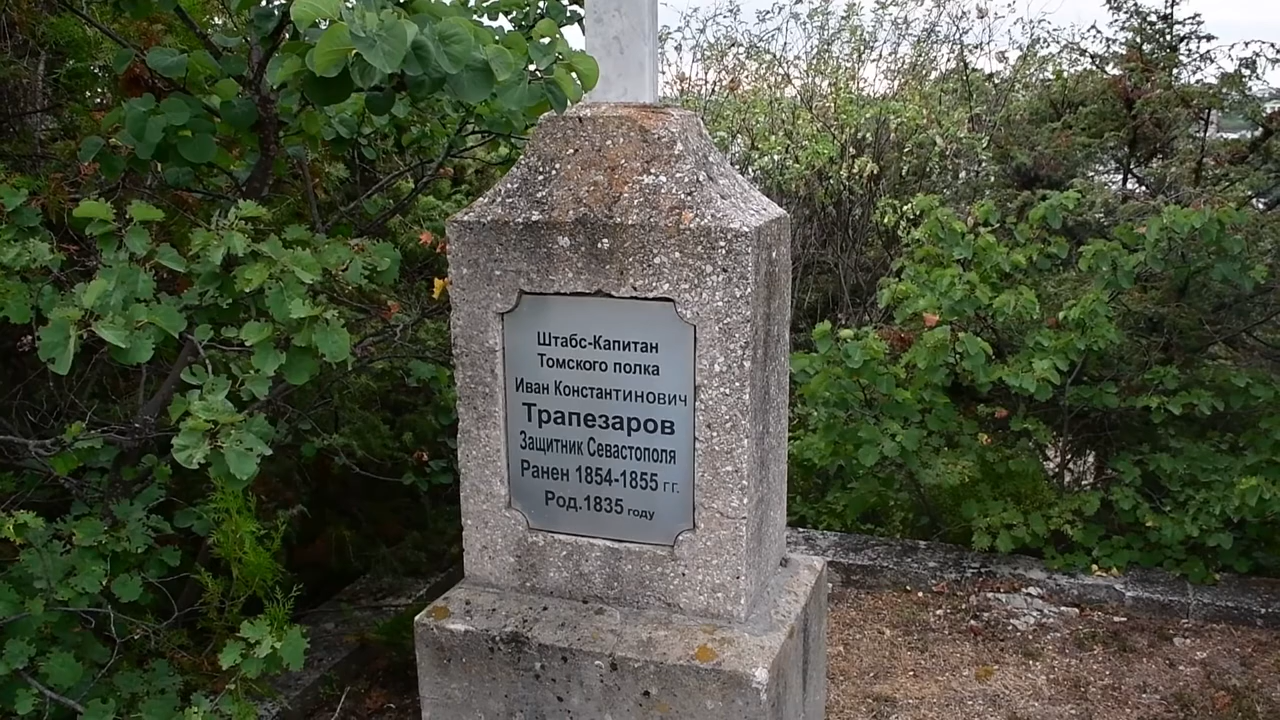 Штабс-Капитан
Томского полка
Иван Константинович
Трапезаров
Защитник Севастополя
Ранен 1854-1855 гг.
Род.1835 году